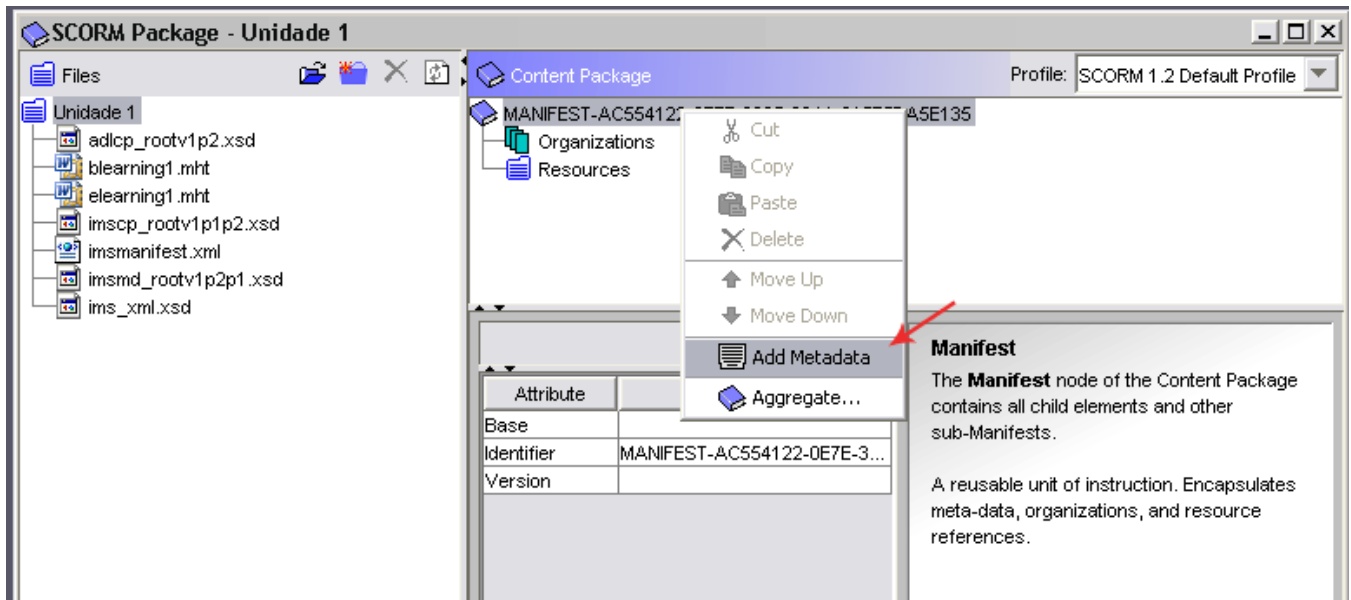 SCORM Package - Unidade 1
Files
Unidade 1
adlcp_rootv1p2.xsd
blearning1.mht
elearning1.mht
imscp_rootv1p1p2.xsd
imsmanifest.xml
imsmd_rootv1p2p1.xsd
ims_xml.xsd
Content Package
Profile: SCORM 1.2 Default Profile
MANIFEST-AC55412 A5E135
Organizations
Resources
Cut
Copy
Paste
Delete
Move Up
Move Down
Add Metadata
Aggregate...
Attribute
Base
Identifier MANIFEST-AC554122-0E7E-3...
Version
Manifest
The Manifest node of the Content Package
contains all child elements and other
sub-Manifests.
A reusable unit of instruction. Encapsulates
meta-data, organizations, and resource
references.